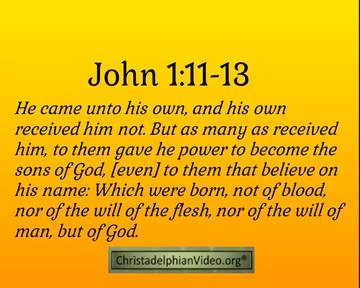 John 1:11-13
He came unto his own, and his own
received him not. But as many as received
him, to them gave he power to become the
sons of God, [even] to them that believe on
his name: Which were born, not of blood,
nor of the will of the flesh, nor of the will of
man, but of God.
ChristadelphianVideo.org®